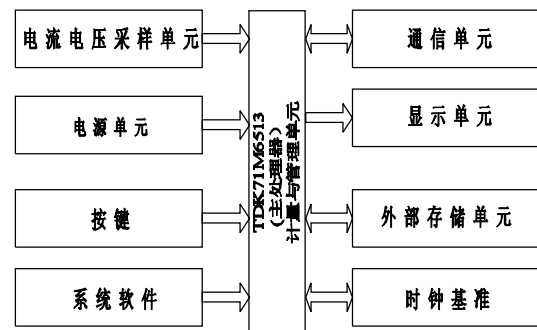 电流电压采样单元
电源单元
按键
系统软件
TDK71M6513
(主处理器)
计量与管理单元
通信单元
显示单元
外部存储单元
时钟基准